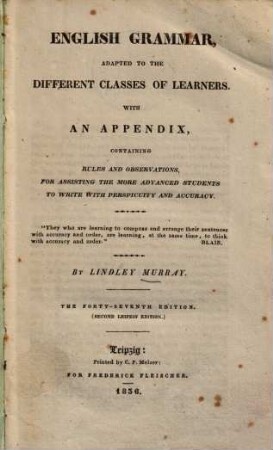 ENGLISH GRAMMAR,
ADAPTED TO THE
DIFFERENT CLASSES OF LEARNERS.
WITH
AN APPENDIX,
CONTAINING
RULES AND OBSERVATIONS,
FOR ASSISTING THE MORE ADVANCED STUDENTS
TO WRITE WITH PERSPICUITY AND ACCURACY.
"They who are learning to compose and arrange their sentences
with accuracy and order, are learning, at the same time, to think
with accuracy and order." BLAIR.
BY LINDLEY MURRAY.
THE FORTY-SEVENTH EDITION.
(SECOND LEIPZIG EDITION.)
Leipzig:
Printed by C. P. Melzer:
FOR FREDERICK FLEISCHER.
1836.